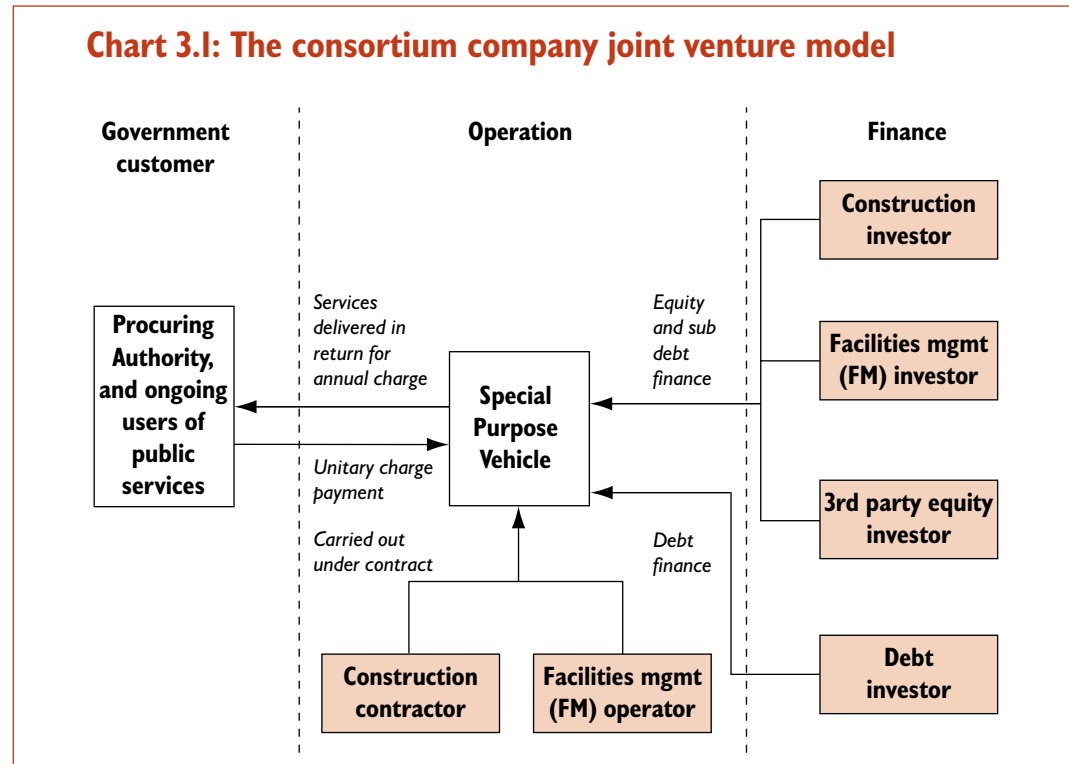 Chart 3.1: The consortium company joint venture model
Government
customer
Operation
Finance
Construction
investor
Services
delivered in
return for
annual charge
Equity
and sub
debt
finance
Procuring
Authority,
and ongoing
users of
public
services
Facilities mgmt
(FM) investor
Special
Purpose
Vehicle
Unitary charge
payment
3rd party equity
investor
Carried out
under contract
Debt
finance
Construction
contractor
Facilities mgmt
(FM) operator
Debt
investor